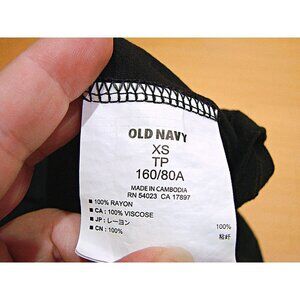 OLD NAVY
XS
TP
160/80A
MADE IN CAMBODIA
RN 54023 CA 17897
■ 100% RAYON
■ CA : 100% VISCOSE
■ JP : レーヨン 100%
■ CN : 100% 粘纤